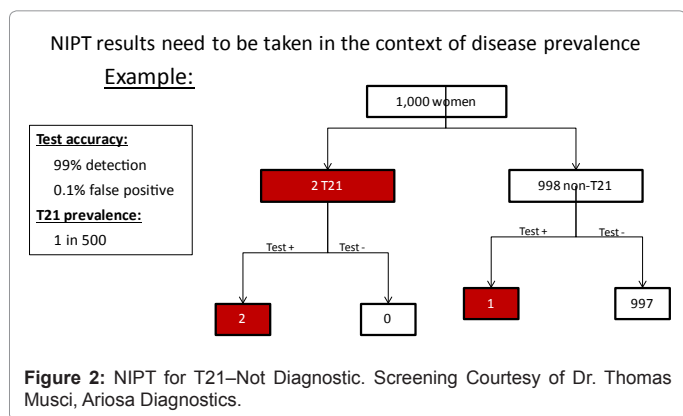 NIPT results need to be taken in the context of disease prevalence
Example:
1,000 women
Test accuracy:
99% detection
0.1% false positive
T21 prevalence:
1 in 500
2 T21
998 non-T21
Test +
Test -
Test +
Test -
2
0
1
997
Figure 2: NIPT for T21–Not Diagnostic. Screening Courtesy of Dr. Thomas
Musci, Ariosa Diagnostics.